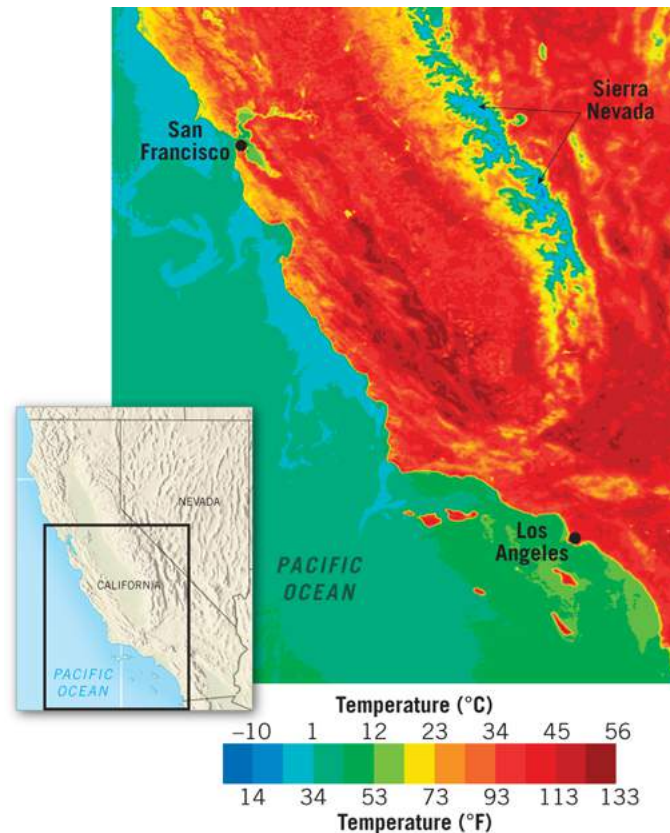 Sierra
Nevada
San
Francisco
Los
Angeles
PACIFIC
OCEAN
NEVADA
CALIFORNIA
PACIFIC
OCEAN
Temperature (°C)
–10 1 12 23 34 45 56
14 34 53 73 93 113 133
Temperature (°F)